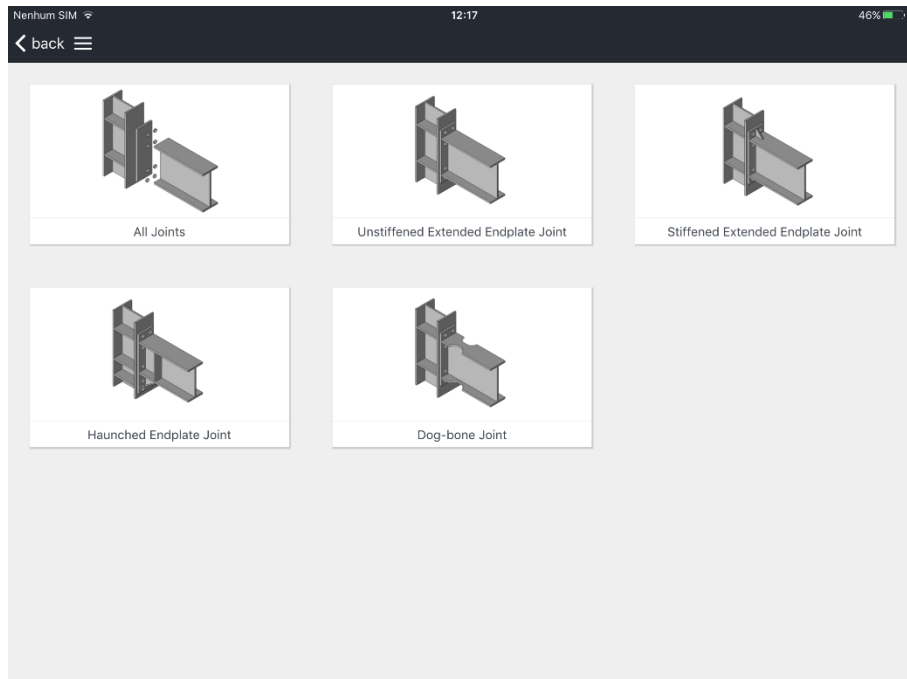 Nenhum SIM 12:17 46%
back
All Joints
Unstiffened Extended Endplate Joint
Stiffened Extended Endplate Joint
Haunched Endplate Joint
Dog-bone Joint